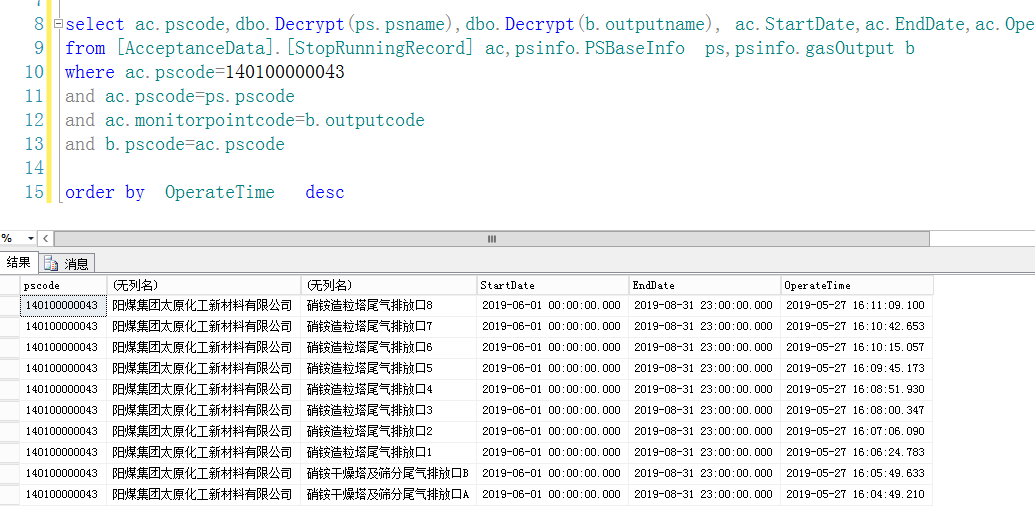 8 select ac.pscode,dbo.Decrypt(ps.psname),dbo.Decrypt(b.outputname), ac.StartDate,ac.EndDate,ac.Ope
9 from [AcceptanceData].[StopRunningRecord] ac,psinfo.PSBaseInfo ps,psinfo.gasOutput b
10 where ac.pscode=140100000043
11 and ac.pscode=ps.pscode
12 and ac.monitorpointcode=b.outputcode
13 and b.pscode=ac.pscode
14
15 order by OperateTime desc
%
结果 消息
pscode (无列名) (无列名) StartDate EndDate OperateTime
140100000043 阳煤集团太原化工新材料有限公司 硝铵造粒塔尾气排放口8 2019-06-01 00:00:00.000 2019-08-31 23:00:00.000 2019-05-27 16:11:09.100
140100000043 阳煤集团太原化工新材料有限公司 硝铵造粒塔尾气排放口7 2019-06-01 00:00:00.000 2019-08-31 23:00:00.000 2019-05-27 16:10:42.653
140100000043 阳煤集团太原化工新材料有限公司 硝铵造粒塔尾气排放口6 2019-06-01 00:00:00.000 2019-08-31 23:00:00.000 2019-05-27 16:10:15.057
140100000043 阳煤集团太原化工新材料有限公司 硝铵造粒塔尾气排放口5 2019-06-01 00:00:00.000 2019-08-31 23:00:00.000 2019-05-27 16:09:45.173
140100000043 阳煤集团太原化工新材料有限公司 硝铵造粒塔尾气排放口4 2019-06-01 00:00:00.000 2019-08-31 23:00:00.000 2019-05-27 16:08:51.930
140100000043 阳煤集团太原化工新材料有限公司 硝铵造粒塔尾气排放口3 2019-06-01 00:00:00.000 2019-08-31 23:00:00.000 2019-05-27 16:08:00.347
140100000043 阳煤集团太原化工新材料有限公司 硝铵造粒塔尾气排放口2 2019-06-01 00:00:00.000 2019-08-31 23:00:00.000 2019-05-27 16:07:06.090
140100000043 阳煤集团太原化工新材料有限公司 硝铵造粒塔尾气排放口1 2019-06-01 00:00:00.000 2019-08-31 23:00:00.000 2019-05-27 16:06:24.783
140100000043 阳煤集团太原化工新材料有限公司 硝铵干燥塔及筛分尾气排放口B 2019-06-01 00:00:00.000 2019-08-31 23:00:00.000 2019-05-27 16:05:49.633
140100000043 阳煤集团太原化工新材料有限公司 硝铵干燥塔及筛分尾气排放口A 2019-06-01 00:00:00.000 2019-08-31 23:00:00.000 2019-05-27 16:04:49.210